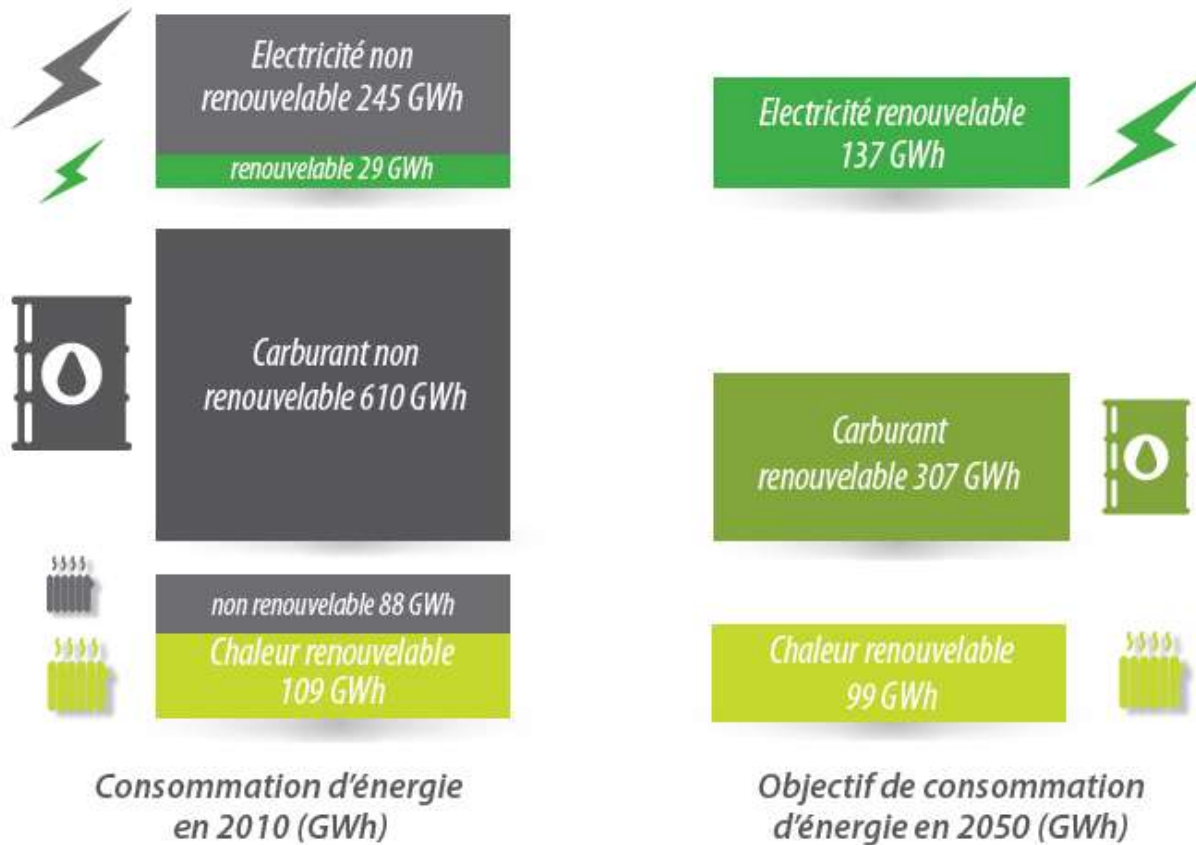 Electricité non
renouvelable 245 GWh
renouvelable 29 GWh
Carburant non
renouvelable 610 GWh
non renouvelable 88 GWh
Chaleur renouvelable
109 GWh
Consommation d'énergie
en 2010 (GWh)
Electricité renouvelable
137 GWh
Carburant
renouvelable 307 GWh
Chaleur renouvelable
99 GWh
Objectif de consommation
d'énergie en 2050 (GWh)